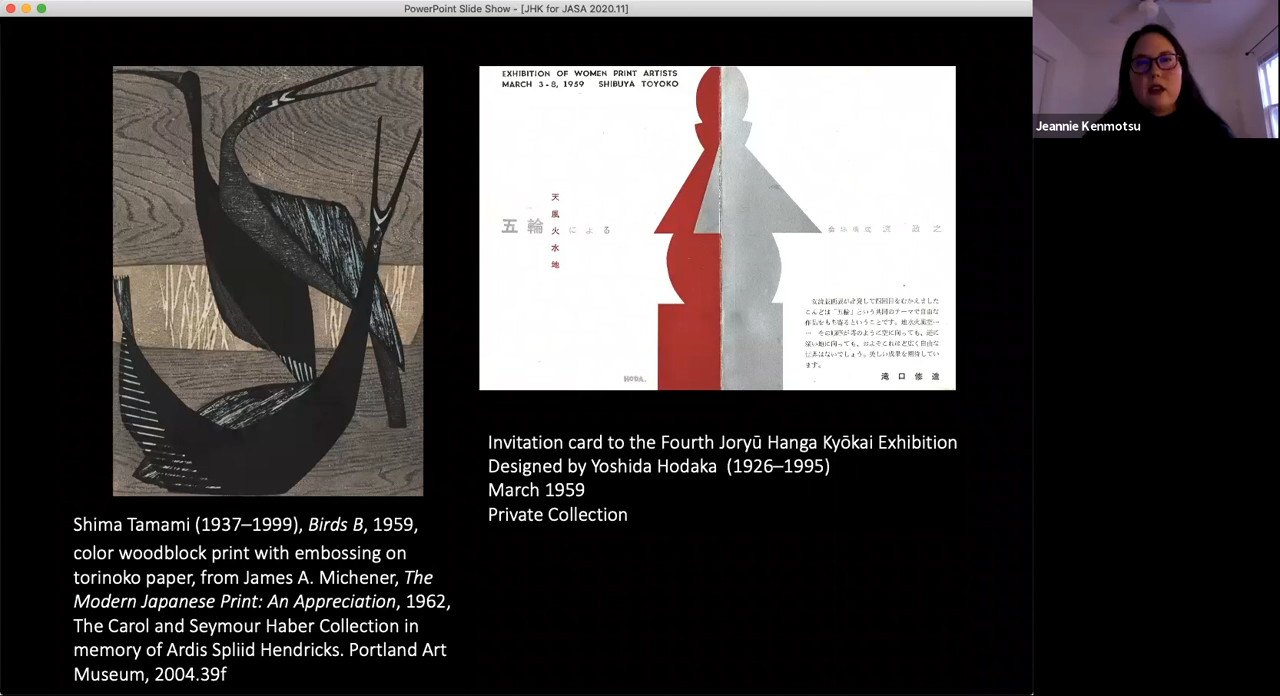 PowerPoint Slide Show - [JHK for JASA 2020.11]
Jeannie Kenmotsu
EXHIBITION OF WOMEN PRINT ARTISTS
MARCH 3-8, 1959 SHIBUYA TOYOKO
天
風
火
水
地
五輪 による
流 政之
HODA.
滝口修造
Shima Tamami (1937–1999), Birds B, 1959,
color woodblock print with embossing on
torinoko paper, from James A. Michener, The
Modern Japanese Print: An Appreciation, 1962,
The Carol and Seymour Haber Collection in
memory of Ardis Spliid Hendricks. Portland Art
Museum, 2004.39f
Invitation card to the Fourth Joryū Hanga Kyōkai Exhibition
Designed by Yoshida Hodaka (1926–1995)
March 1959
Private Collection